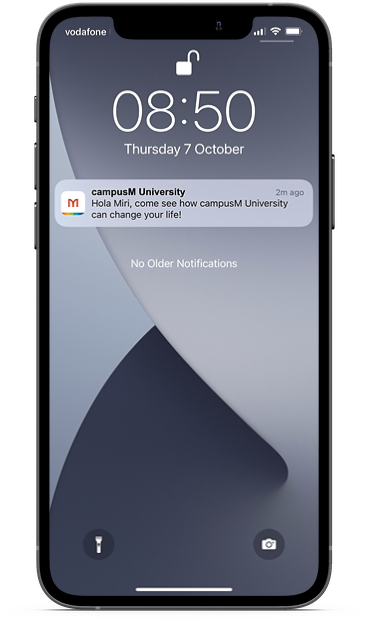 vodafone
08:50
Thursday 7 October
campusM University 2m ago
Hola Miri, come see how campusM University
can change your life!
No Older Notifications